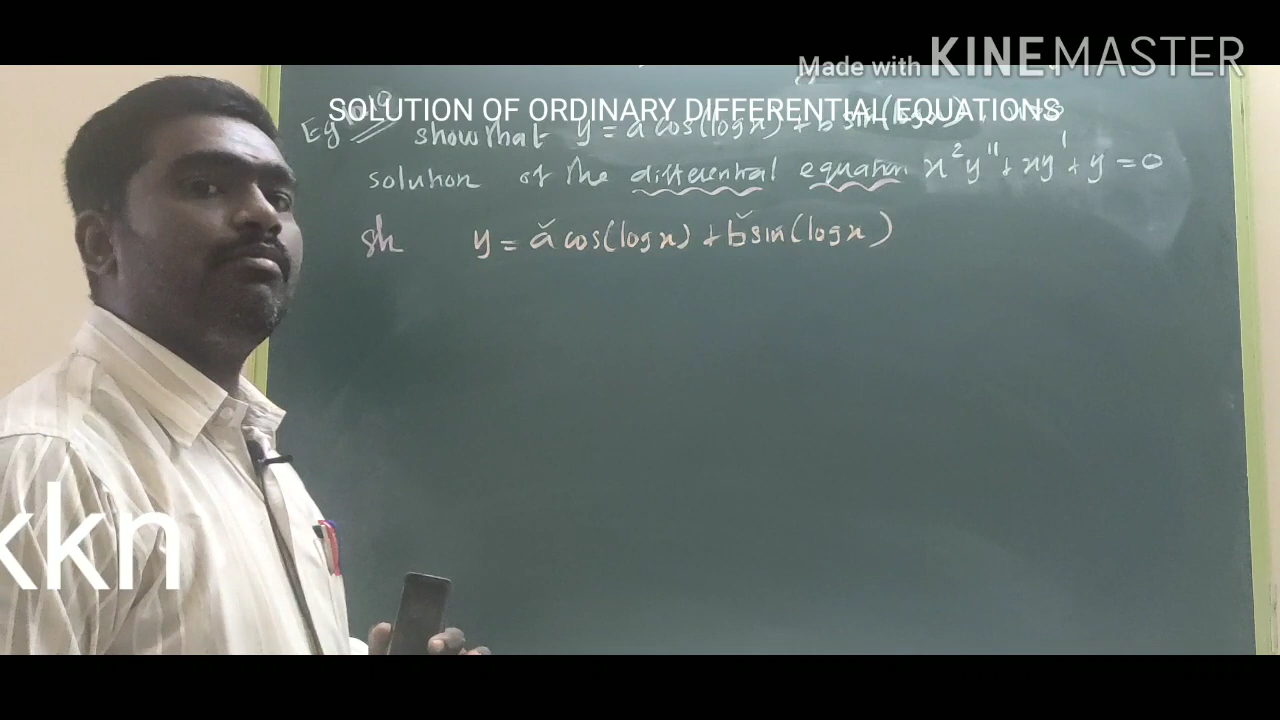 Made with KINEMASTER
SOLUTION OF ORDINARY DIFFERENTIAL EQUATIONS
Eg show that y = a cos(log x) + b sin(log x), x>0
solution of the differential equation x²y'' + xy' + y = 0
y = a cos(log x) + b sin(log x)
kkn